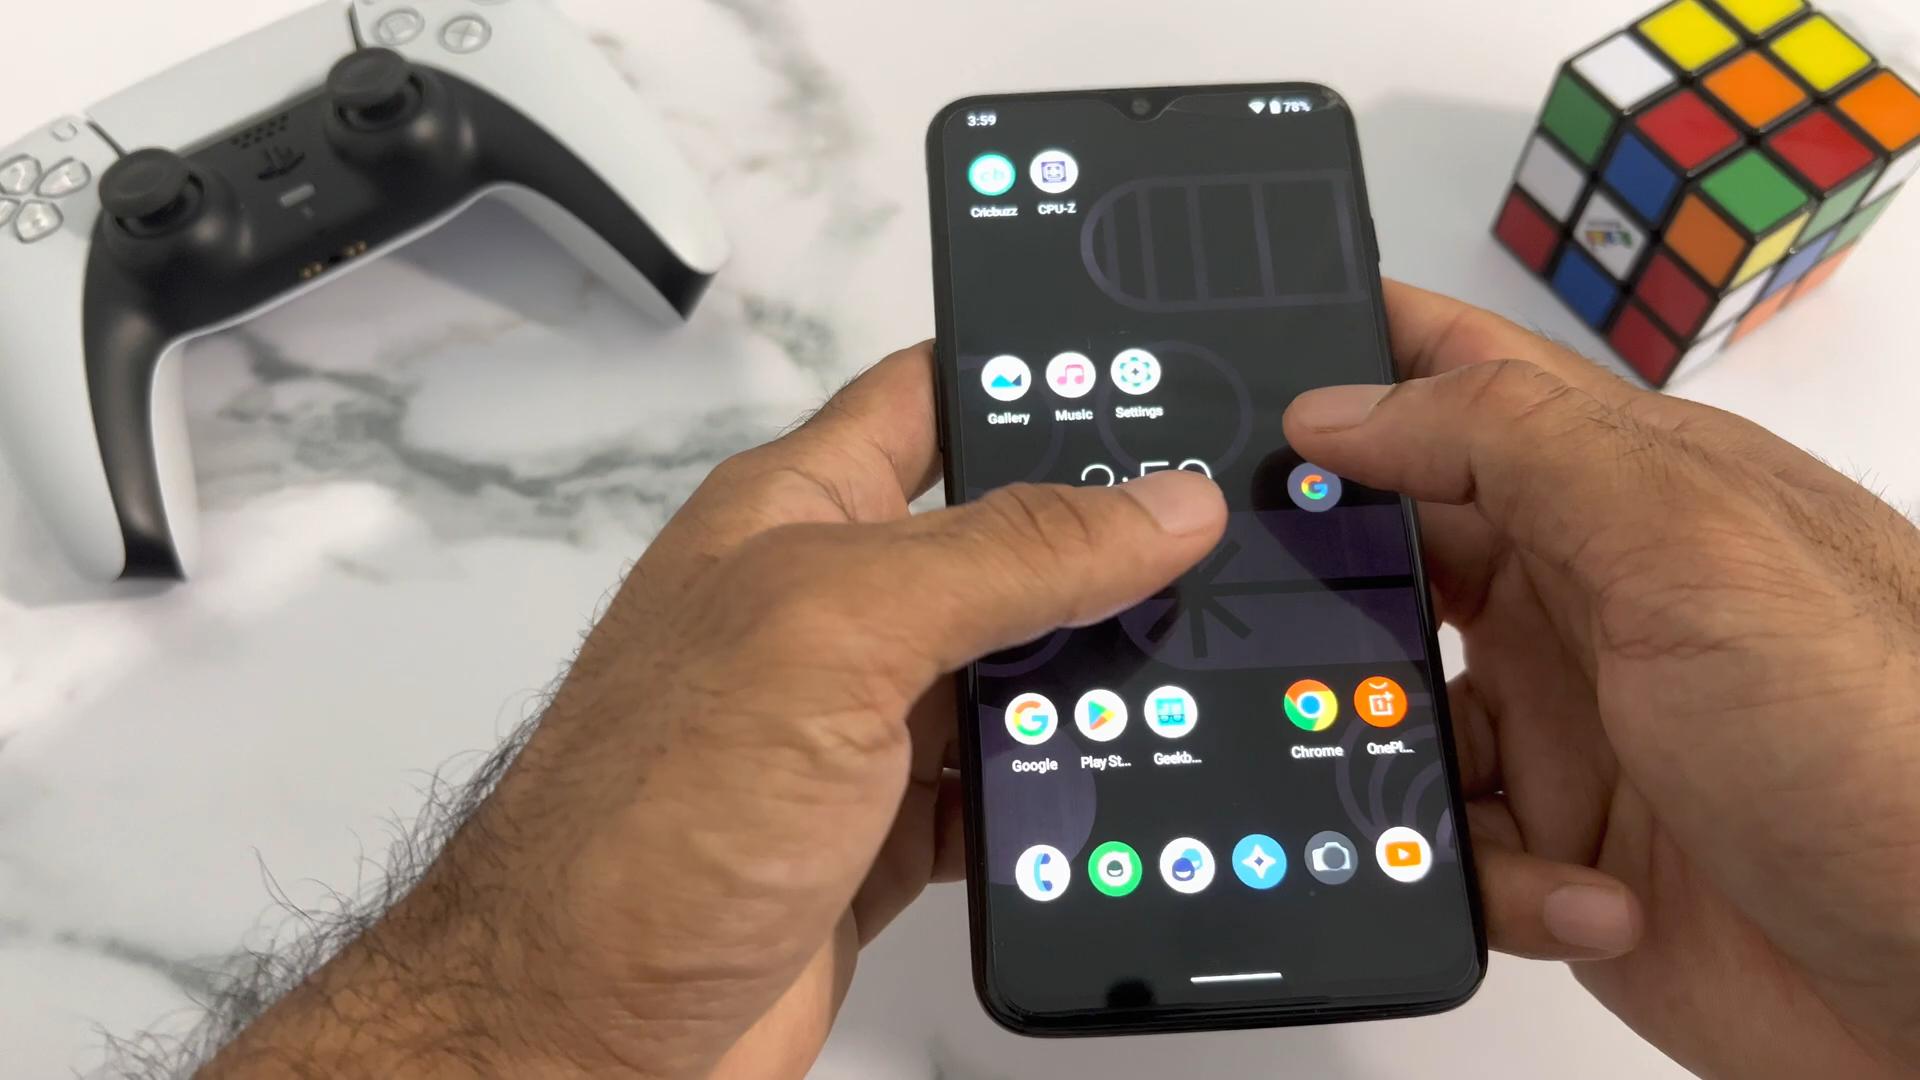 3:59 78%
Cricbuzz CPU-Z
Gallery Music Settings
Google Play St... Geekb... Chrome OnePl...